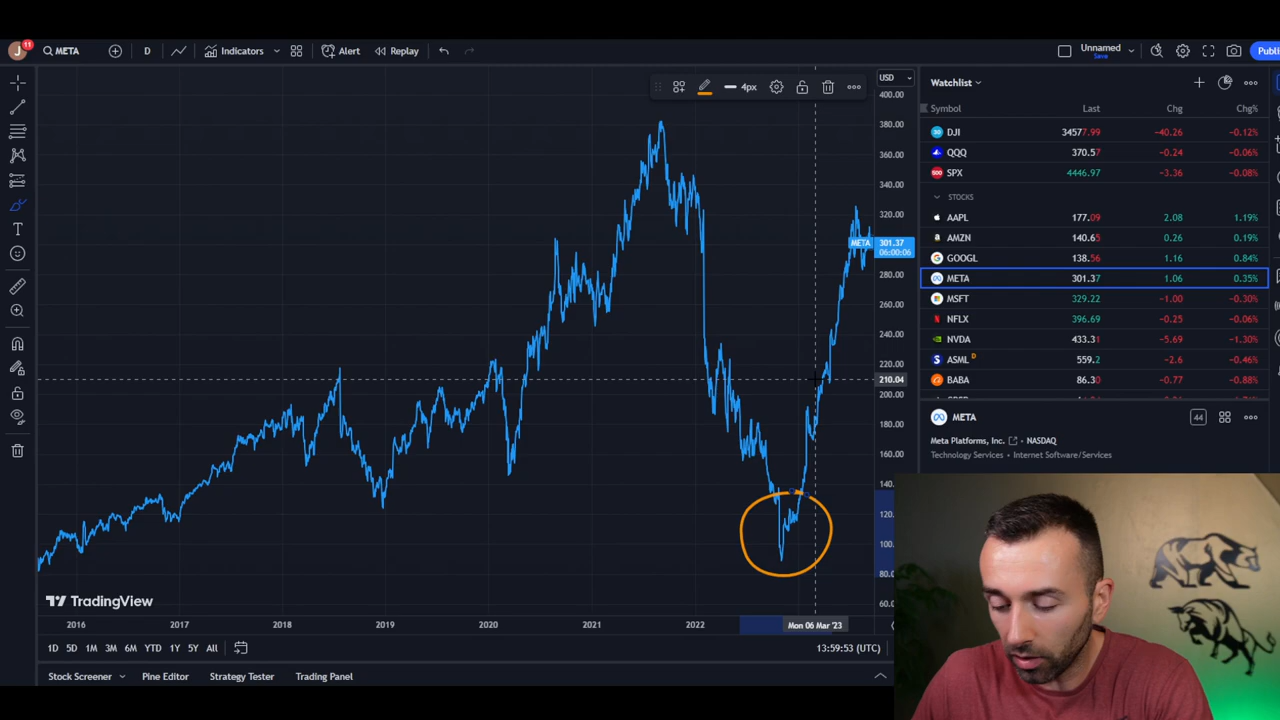 J 11 META D Indicators Alert Replay Unnamed Save Publi
4px USD Watchlist
Symbol Last Chg Chg%
400.00
380.00
360.00
340.00
320.00
META 301.37
06:00:06
280.00
260.00
240.00
220.00
210.04
200.00
180.00
160.00
140.
120.
100.
80.
60.
DJI 34577.99 -40.26 -0.12%
QQQ 370.57 -0.24 -0.06%
500 SPX 4446.97 -3.36 -0.08%
STOCKS
AAPL 177.09 2.08 1.19%
AMZN 140.65 0.26 0.19%
GOOGL 138.56 1.16 0.84%
META 301.37 1.06 0.35%
MSFT 329.22 -1.00 -0.30%
NFLX 396.69 -0.25 -0.06%
NVDA 433.31 -5.69 -1.30%
ASML D 559.2 -2.6 -0.46%
BABA 86.30 -0.77 -0.88%
META 44
Meta Platforms, Inc. • NASDAQ
Technology Services • Internet Software/Services
TradingView
2016 2017 2018 2019 2020 2021 2022 Mon 06 Mar '23
1D 5D 1M 3M 6M YTD 1Y 5Y All 13:59:53 (UTC)
Stock Screener Pine Editor Strategy Tester Trading Panel